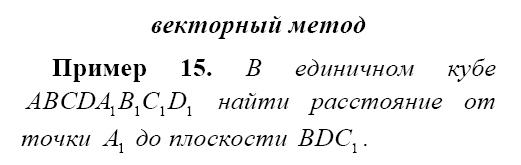 векторный метод
Пример 15. В единичном кубе
ABCDA₁B₁C₁D₁ найти расстояние от
точки A₁ до плоскости BDC₁.